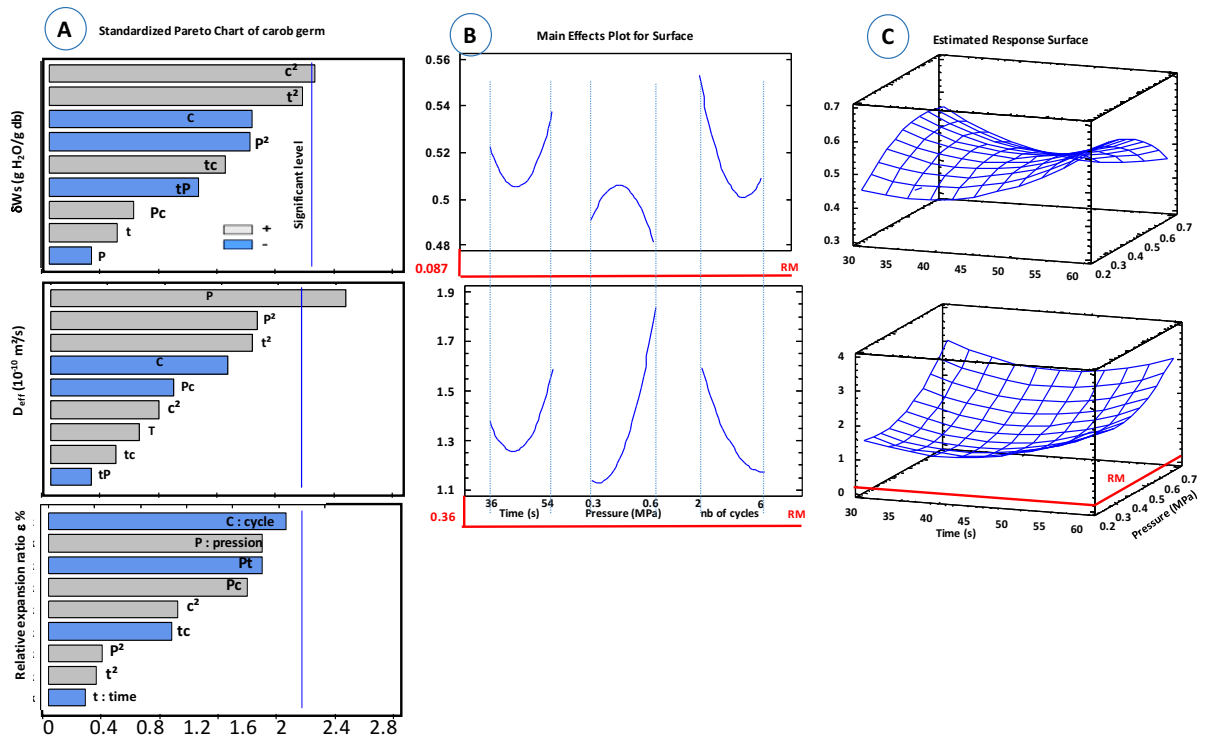 A
Standardized Pareto Chart of carob germ
δWs (g H₂O/g db)
c²
t²
C
P²
tc
tP
Pc
t
P
+
-
Significant level
D_eff (10⁻¹⁰ m²/s)
P
P²
t²
C
Pc
c²
T
tc
tP
Relative expansion ratio g %
C : cycle
P : pression
Pt
Pc
c²
tc
P²
t²
t : time
0 0.4 0.8 1.6 2 2.4 2.8
B
Main Effects Plot for Surface
0.56
0.54
0.52
0.5
0.48
0.087
RM
1.9
1.7
1.5
1.3
1.1
36 54 0.3 0.6 2 6
Time (s) Pressure (MPa) nb of cycles
0.36
RM
C
Estimated Response Surface
0.7
0.6
0.5
0.4
0.3
30 35 40 45 50 55 60
0.2 0.3 0.4 0.5 0.6 0.7
4
3
2
1
0
RM
30 35 40 45 50 55 60
Time (s)
0.2 0.3 0.4 0.5 0.6 0.7
Pressure (MPa)